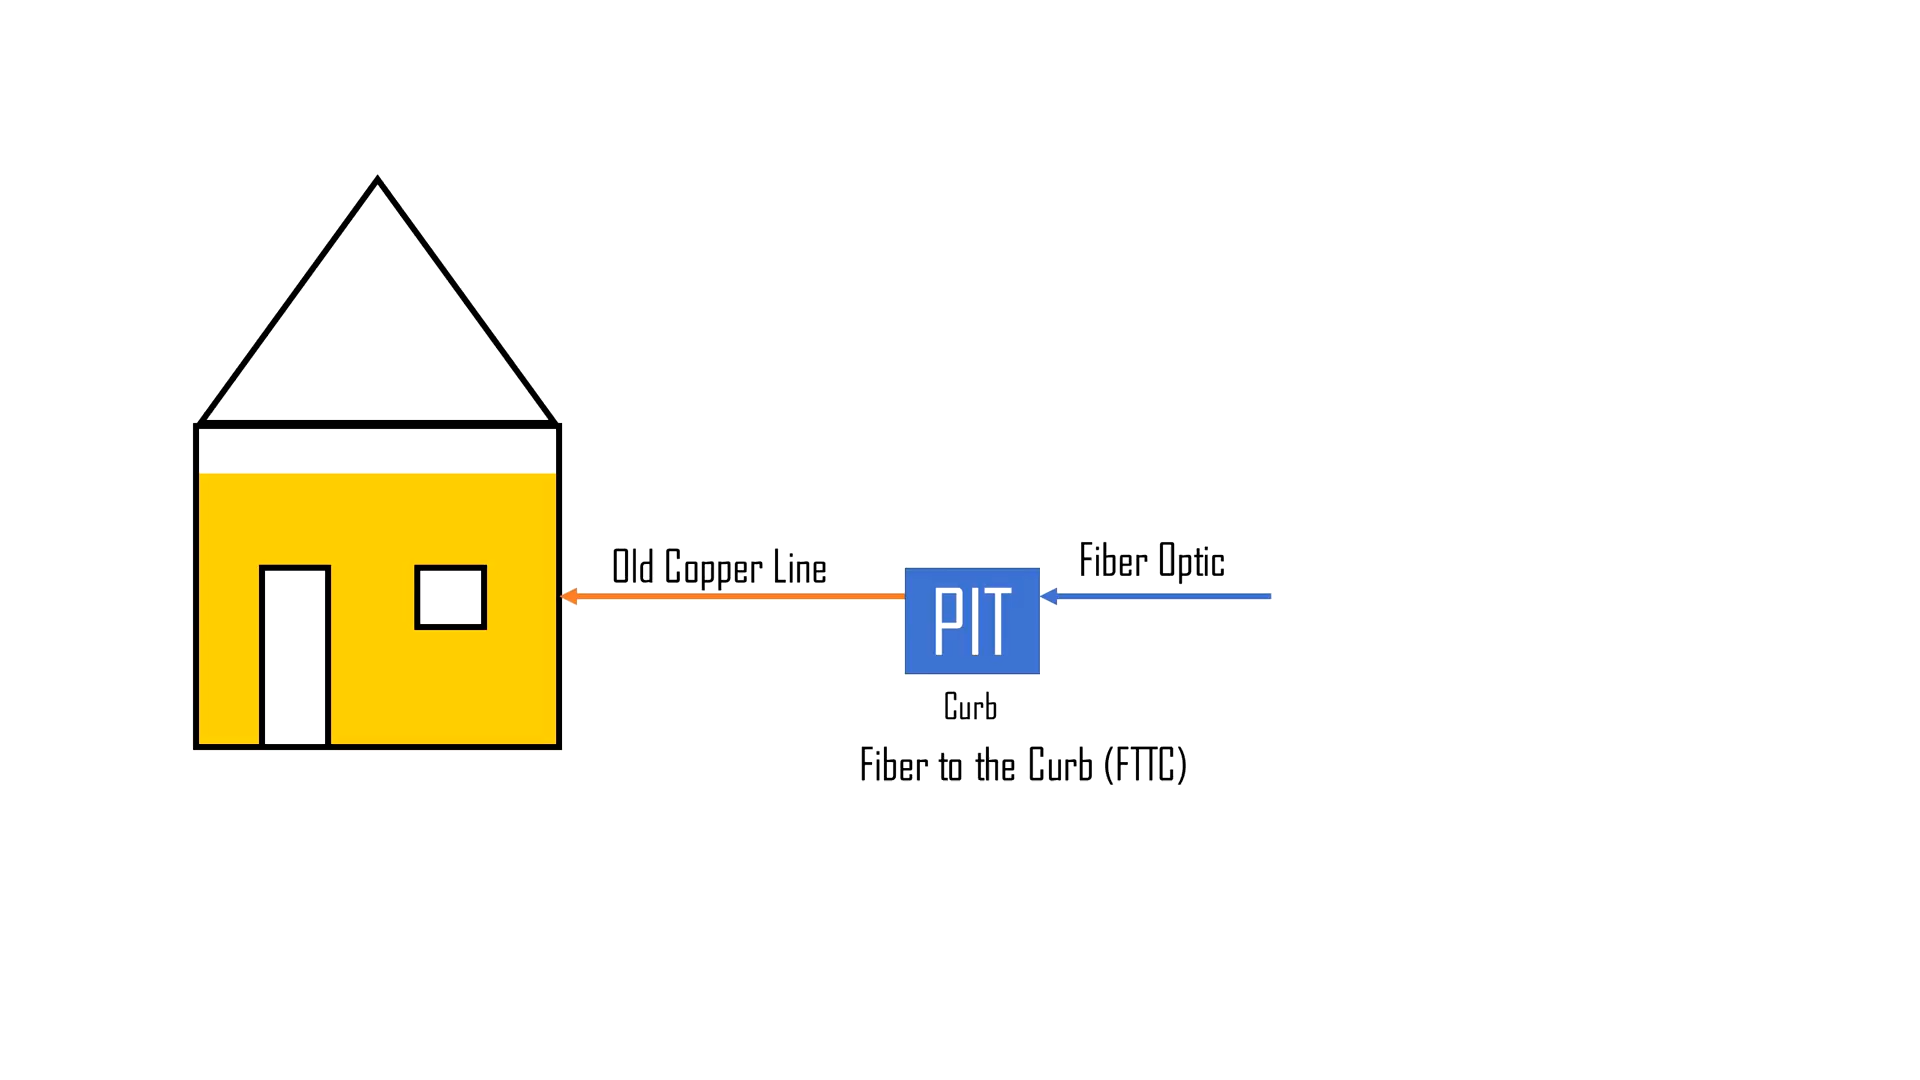 Old Copper Line
Fiber Optic
PIT
Curb
Fiber to the Curb (FTTC)